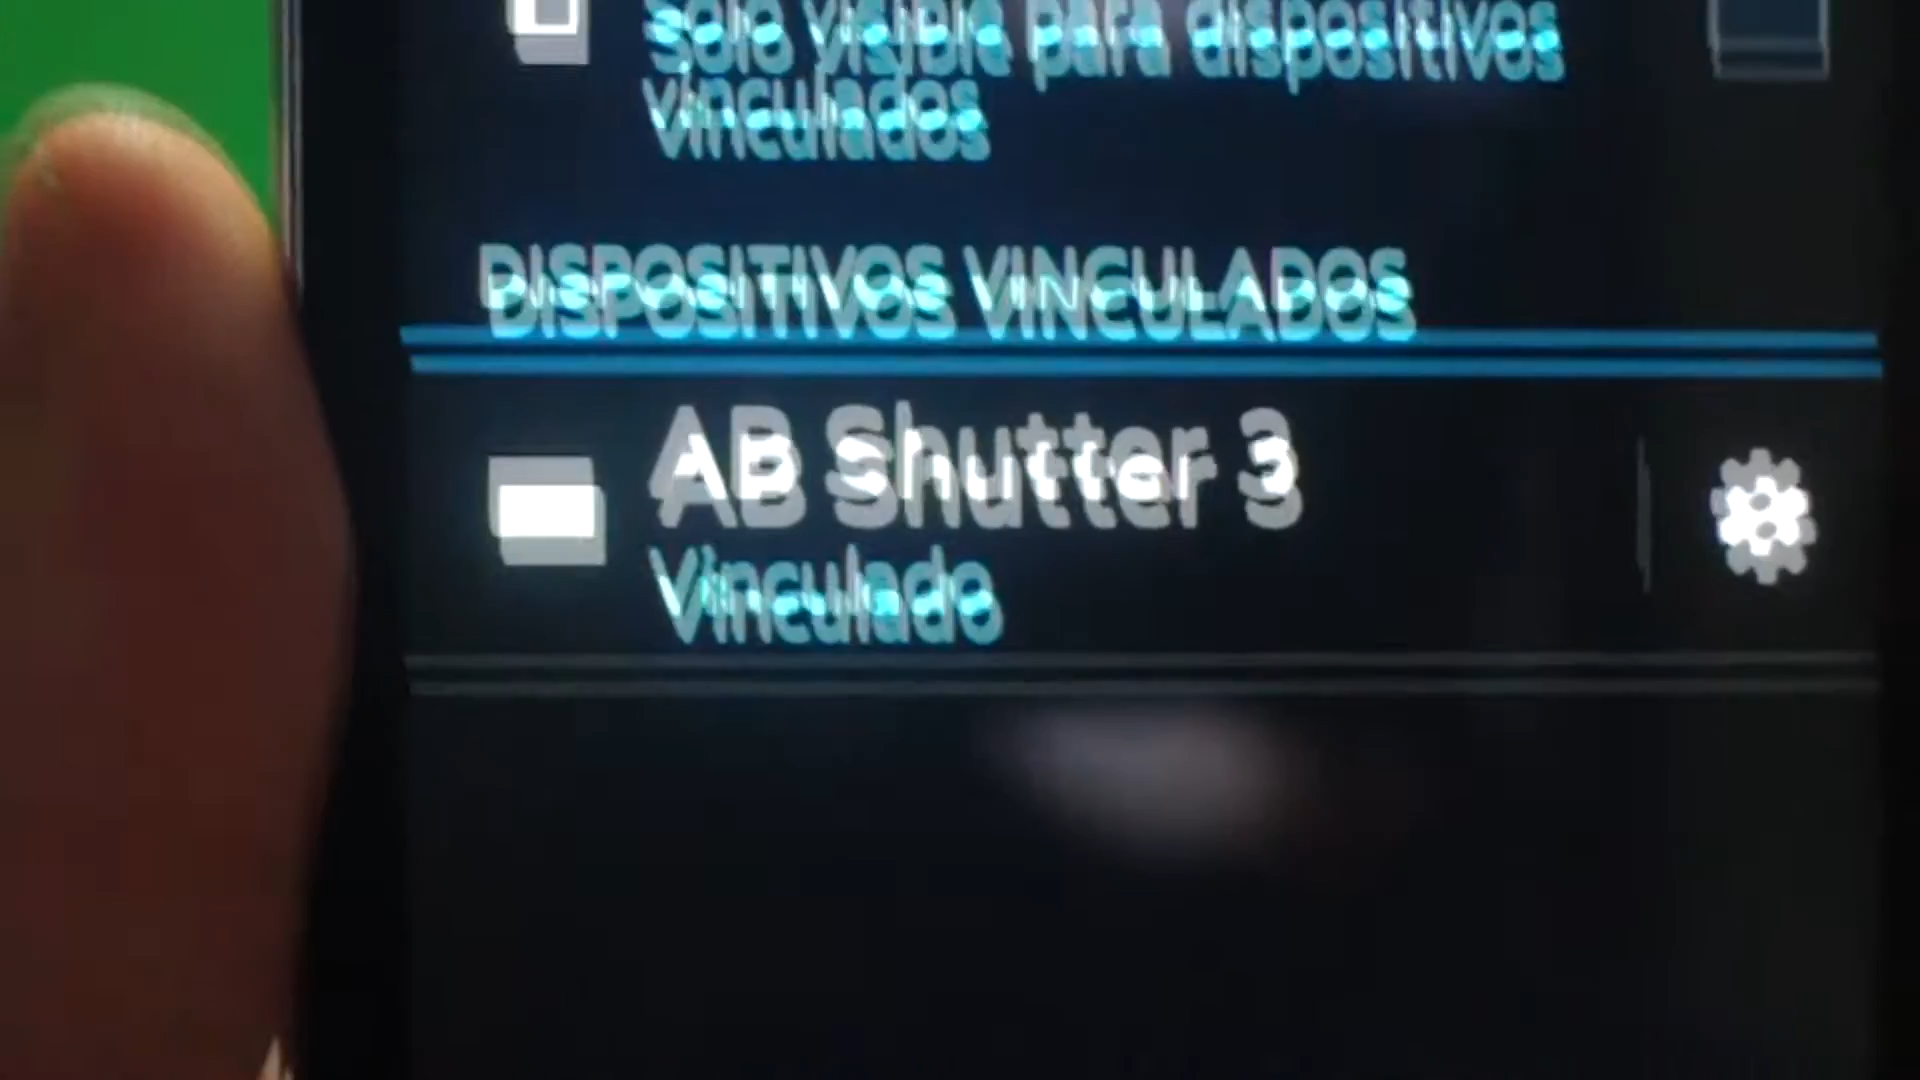 Solo visible para dispositivos
vinculados
DISPOSITIVOS VINCULADOS
AB Shutter 3
Vinculado